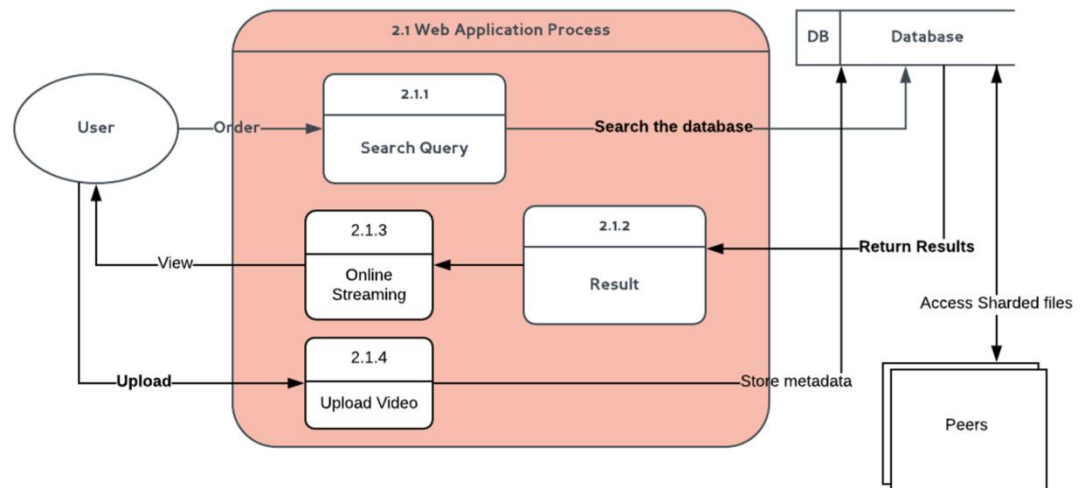 2.1 Web Application Process
DB
Database
2.1.1
User
Order
Search the database
Search Query
2.1.3
2.1.2
Return Results
View
Online
Streaming
Result
Access Sharded files
2.1.4
Upload
Store metadata
Upload Video
Peers